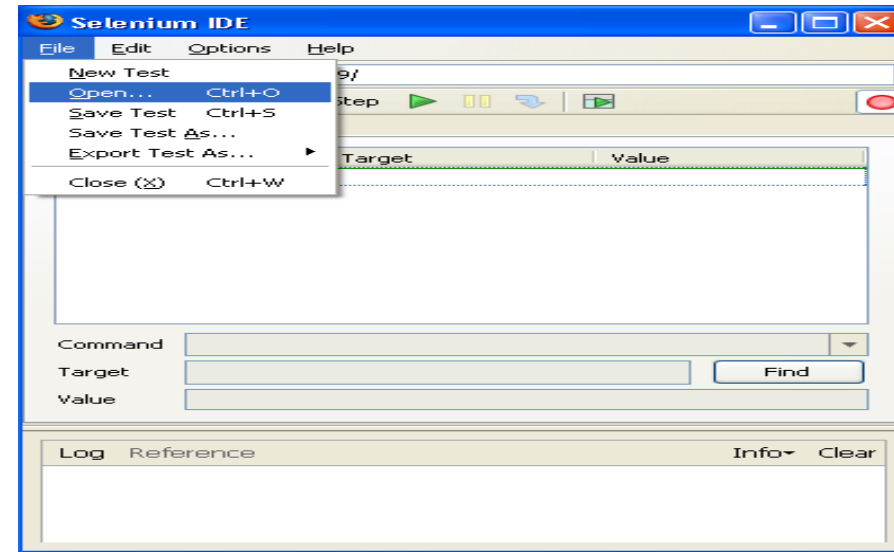 Selenium IDE
File Edit Options Help
New Test
9/
Open... Ctrl+O
Step
Save Test Ctrl+S
Save Test As...
Export Test As...
Target Value
Close (X) Ctrl+W
Command
Target Find
Value
Log Reference Info Clear